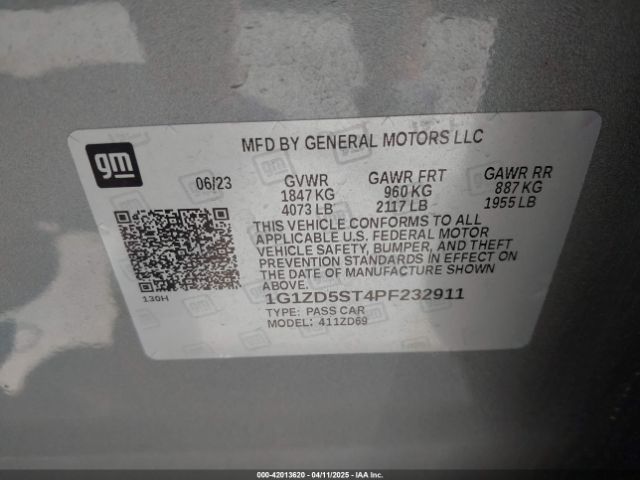 gm
MFD BY GENERAL MOTORS LLC
06/23 GVWR GAWR FRT GAWR RR
1847 KG 960 KG 887 KG
4073 LB 2117 LB 1955 LB
THIS VEHICLE CONFORMS TO ALL
APPLICABLE U.S. FEDERAL MOTOR
VEHICLE SAFETY, BUMPER, AND THEFT
PREVENTION STANDARDS IN EFFECT ON
THE DATE OF MANUFACTURE SHOWN
ABOVE.
130H
1G1ZD5ST4PF232911
TYPE: PASS CAR
MODEL: 411ZD69
000-42013620 - 04/11/2025 - IAA Inc.